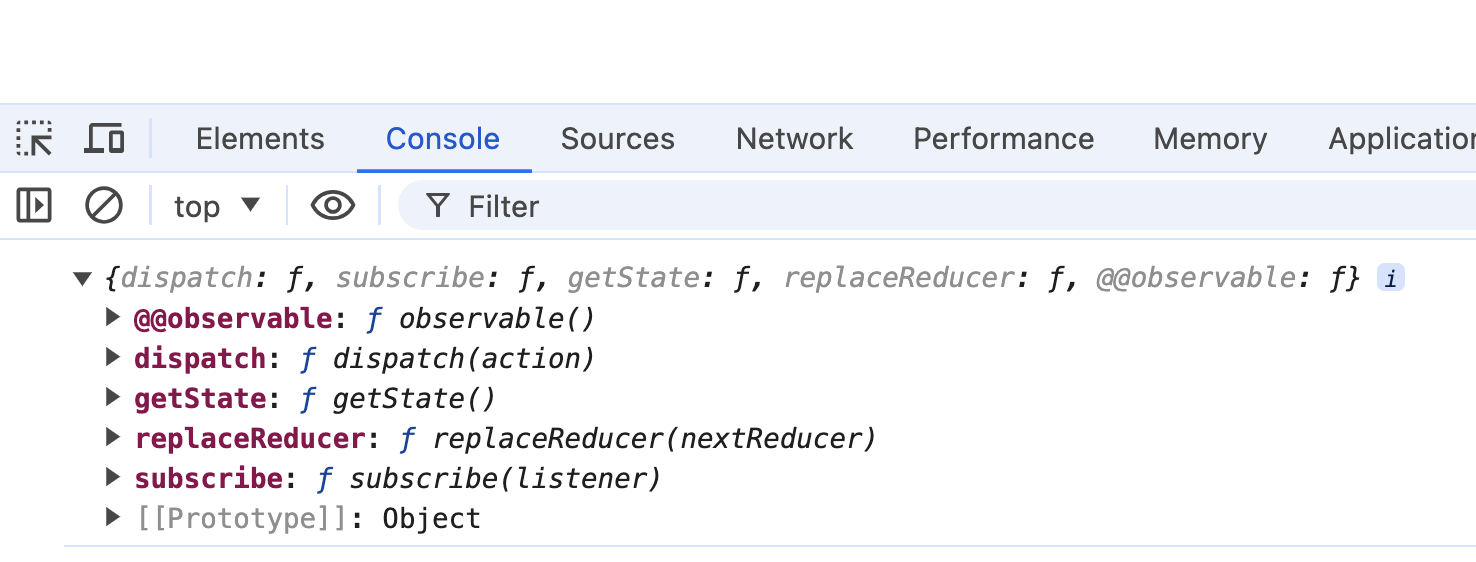 Elements Console Sources Network Performance Memory Application
top Filter
{dispatch: ƒ, subscribe: ƒ, getState: ƒ, replaceReducer: ƒ, @@observable: ƒ} i
@@observable: ƒ observable()
dispatch: ƒ dispatch(action)
getState: ƒ getState()
replaceReducer: ƒ replaceReducer(nextReducer)
subscribe: ƒ subscribe(listener)
[[Prototype]]: Object